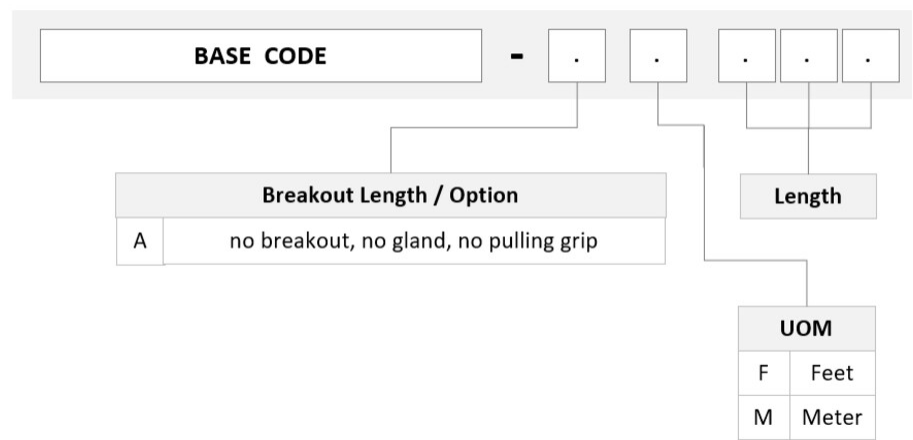 BASE CODE - . . . . .
Breakout Length / Option
Length
A no breakout, no gland, no pulling grip
UOM
F Feet
M Meter